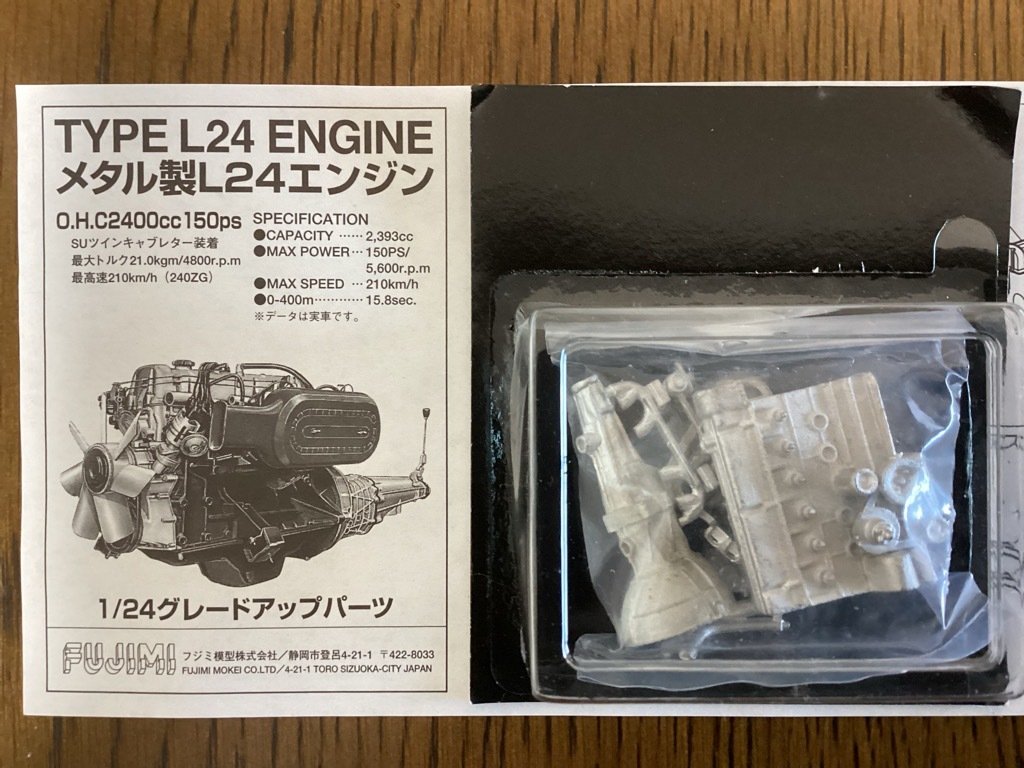 TYPE L24 ENGINE
メタル製L24エンジン
O.H.C2400cc150ps
SUツインキャブレター装着
最大トルク21.0kgm/4800r.p.m
最高速210km/h（240ZG）
SPECIFICATION
●CAPACITY ……2,393cc
●MAX POWER…150PS/
5,600r.p.m
●MAX SPEED …210km/h
●0-400m…………15.8sec.
※データは実車です。
1/24グレードアップパーツ
FUJIMI
フジミ模型株式会社／静岡市登呂4-21-1 〒422-8033
FUJIMI MOKEI CO.LTD／4-21-1 TORO SIZUOKA-CITY JAPAN